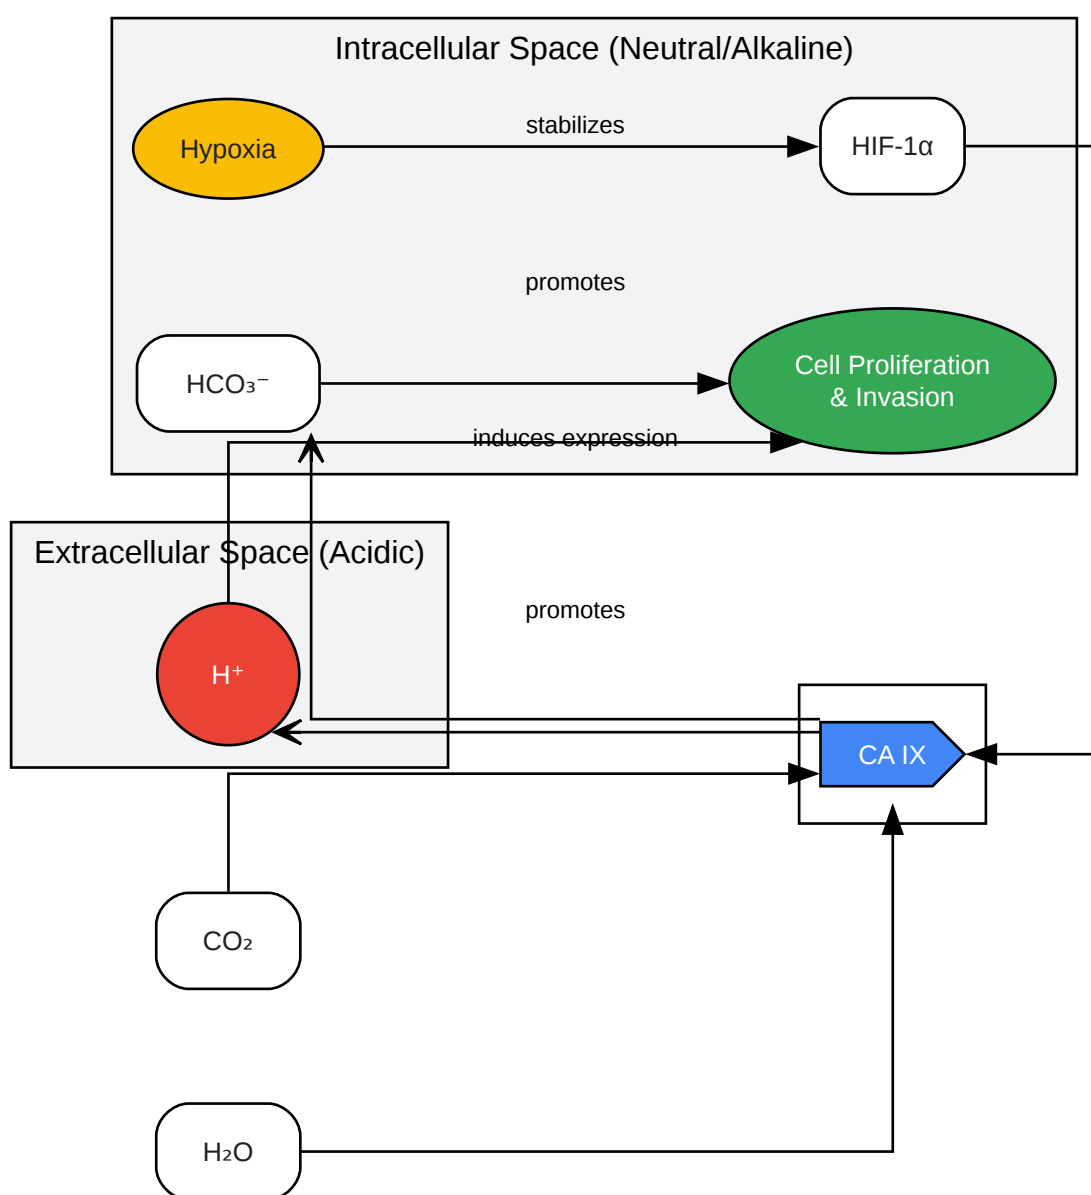 Intracellular Space (Neutral/Alkaline)
Hypoxia
stabilizes
HIF-1α
promotes
HCO₃⁻
Cell Proliferation
& Invasion
induces expression
Extracellular Space (Acidic)
promotes
H⁺
CA IX
CO₂
H₂O